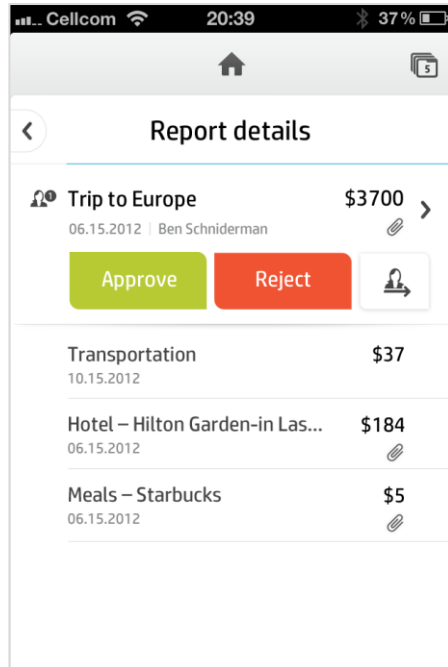 Cellcom 20:39 37%
5
Report details
1 Trip to Europe $3700
06.15.2012 | Ben Schniderman
Approve Reject
Transportation $37
10.15.2012
Hotel – Hilton Garden-in Las... $184
06.15.2012
Meals – Starbucks $5
06.15.2012